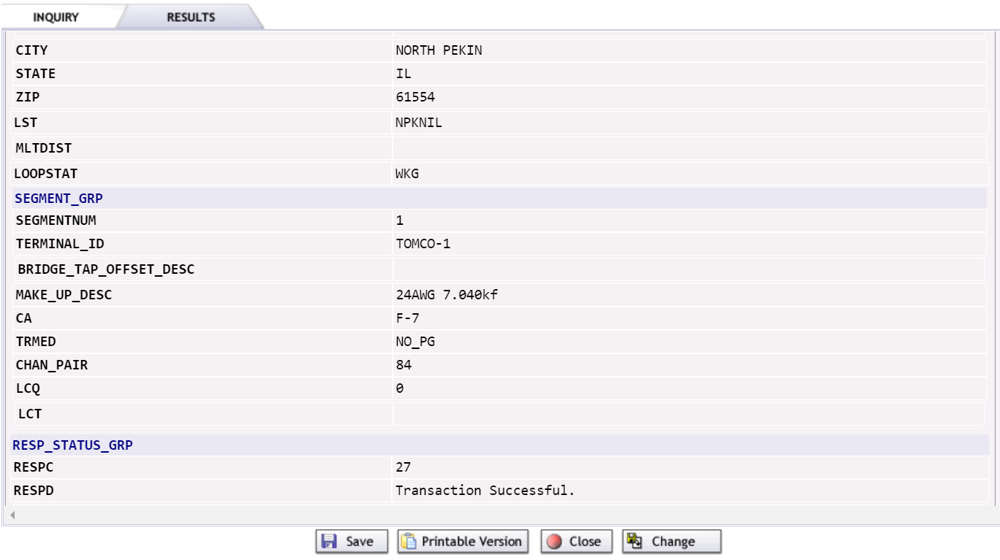 INQUIRY RESULTS
CITY NORTH PEKIN
STATE IL
ZIP 61554
LST NPKNIL
MLTDIST
LOOPSTAT WKG
SEGMENT_GRP
SEGMENTNUM 1
TERMINAL_ID TOMCO-1
BRIDGE_TAP_OFFSET_DESC
MAKE_UP_DESC 24AWG 7.040kf
CA F-7
TRMED NO_PG
CHAN_PAIR 84
LCQ 0
LCT
RESP_STATUS_GRP
RESPC 27
RESPD Transaction Successful.
Save Printable Version Close Change